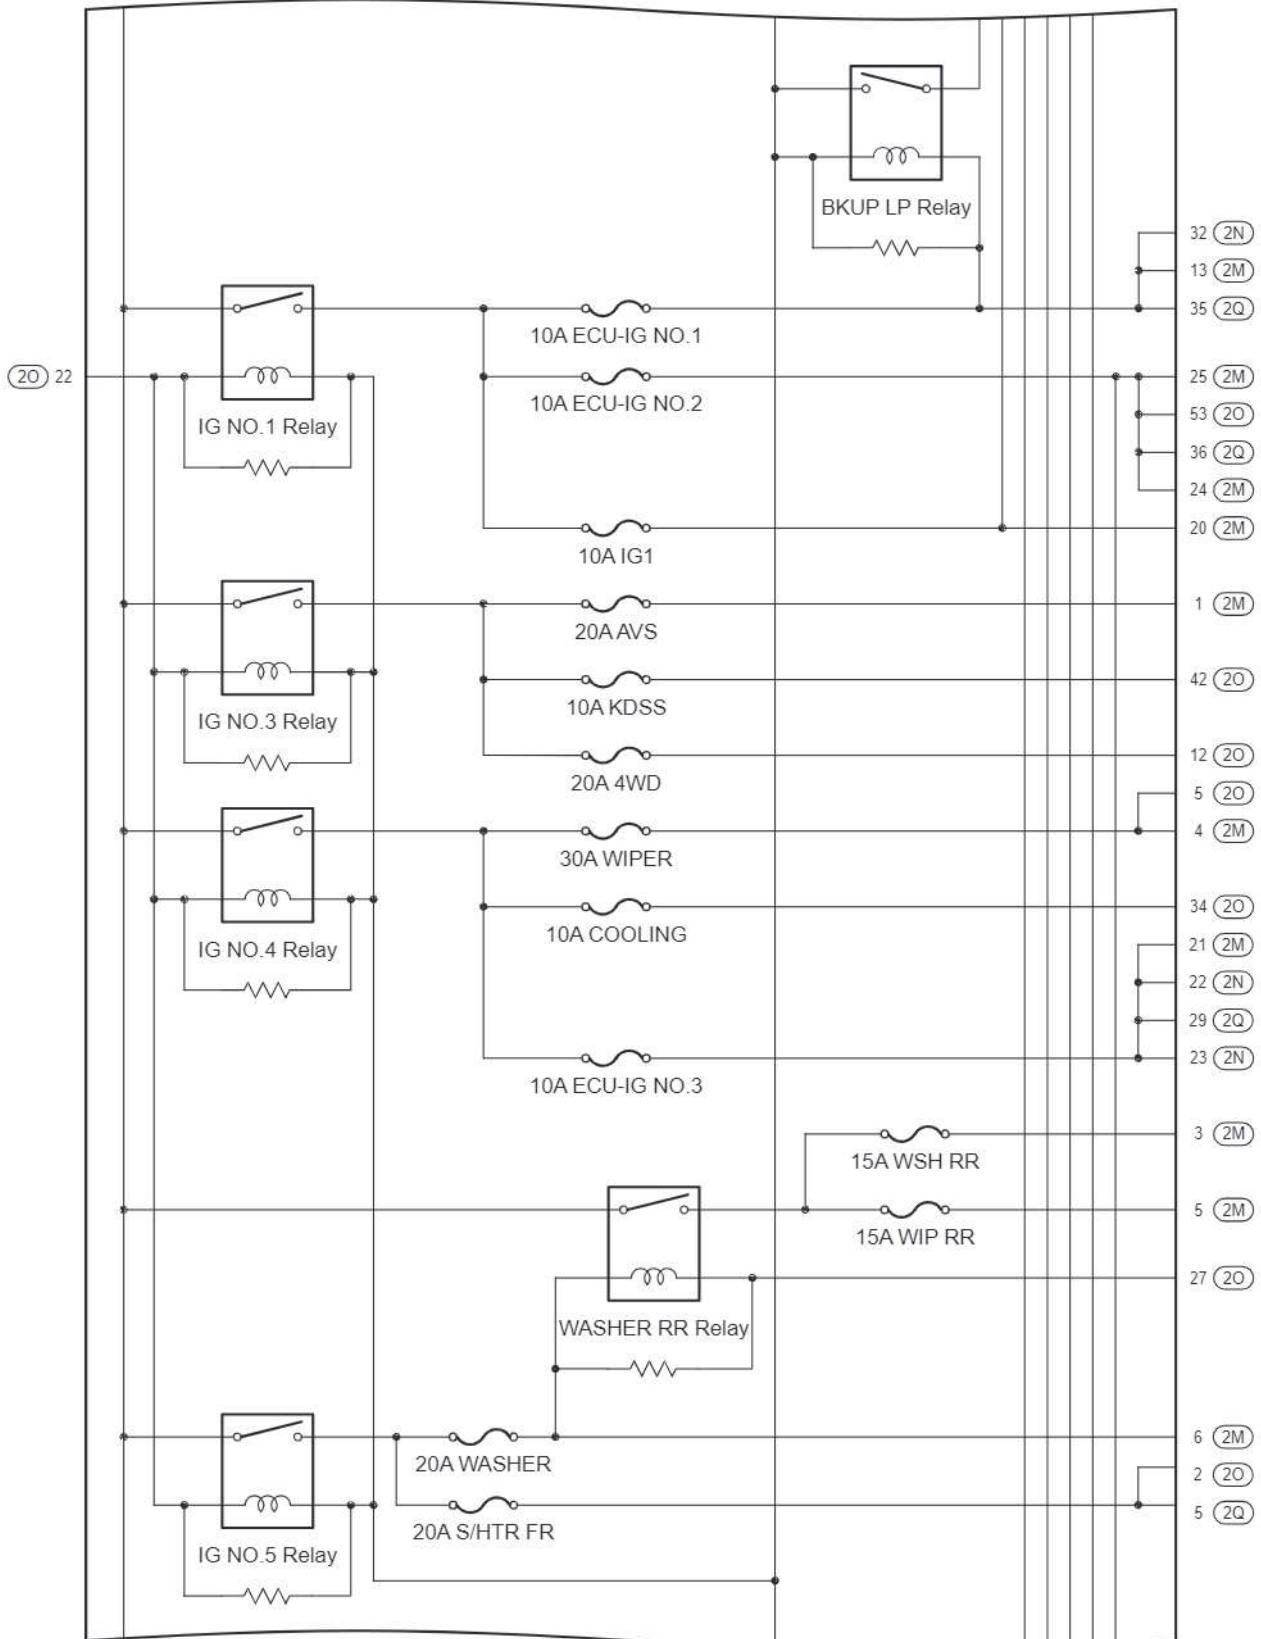 BKUP LP Relay
32 2N
13 2M
35 2Q
10A ECU-IG NO.1
2O 22
25 2M
10A ECU-IG NO.2
53 2O
IG NO.1 Relay
36 2Q
24 2M
20 2M
10A IG1
1 2M
20A AVS
42 2O
10A KDSS
IG NO.3 Relay
12 2O
20A 4WD
5 2O
4 2M
30A WIPER
34 2O
10A COOLING
21 2M
IG NO.4 Relay
22 2N
29 2Q
23 2N
10A ECU-IG NO.3
3 2M
15A WSH RR
5 2M
15A WIP RR
27 2O
WASHER RR Relay
6 2M
20A WASHER
2 2O
5 2Q
20A S/HTR FR
IG NO.5 Relay